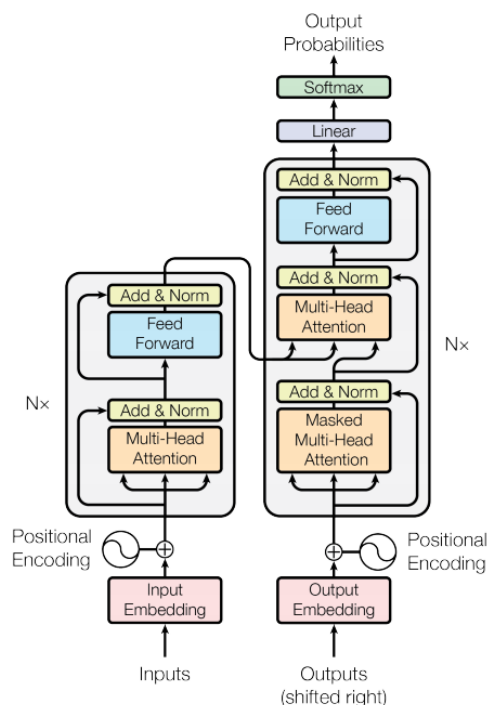 Output
Probabilities
Softmax
Linear
Add & Norm
Feed
Forward
Add & Norm
Multi-Head
Attention
Add & Norm
Masked
Multi-Head
Attention
N×
Add & Norm
Feed
Forward
Add & Norm
Multi-Head
Attention
N×
Positional
Encoding
Positional
Encoding
Input
Embedding
Output
Embedding
Inputs
Outputs
(shifted right)